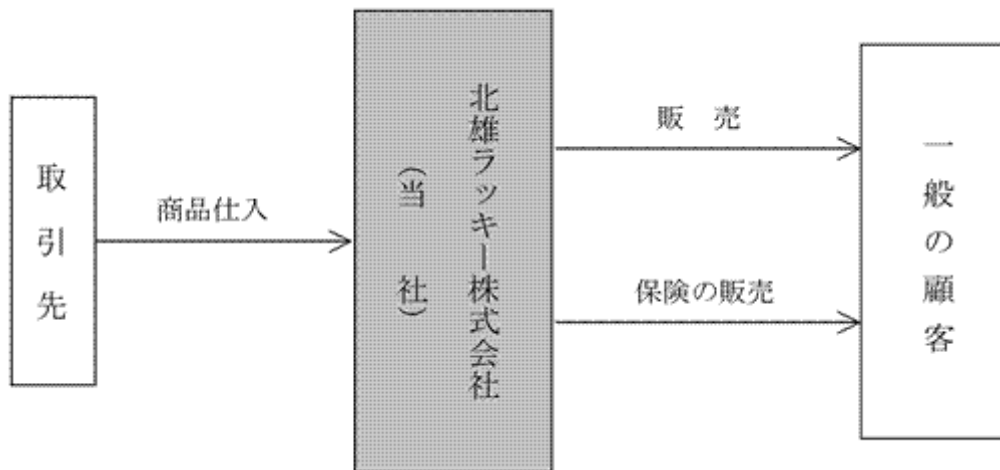 取引先
商品仕入
北雄ラッキー株式会社
(当 社)
販 売
保険の販売
一般の顧客